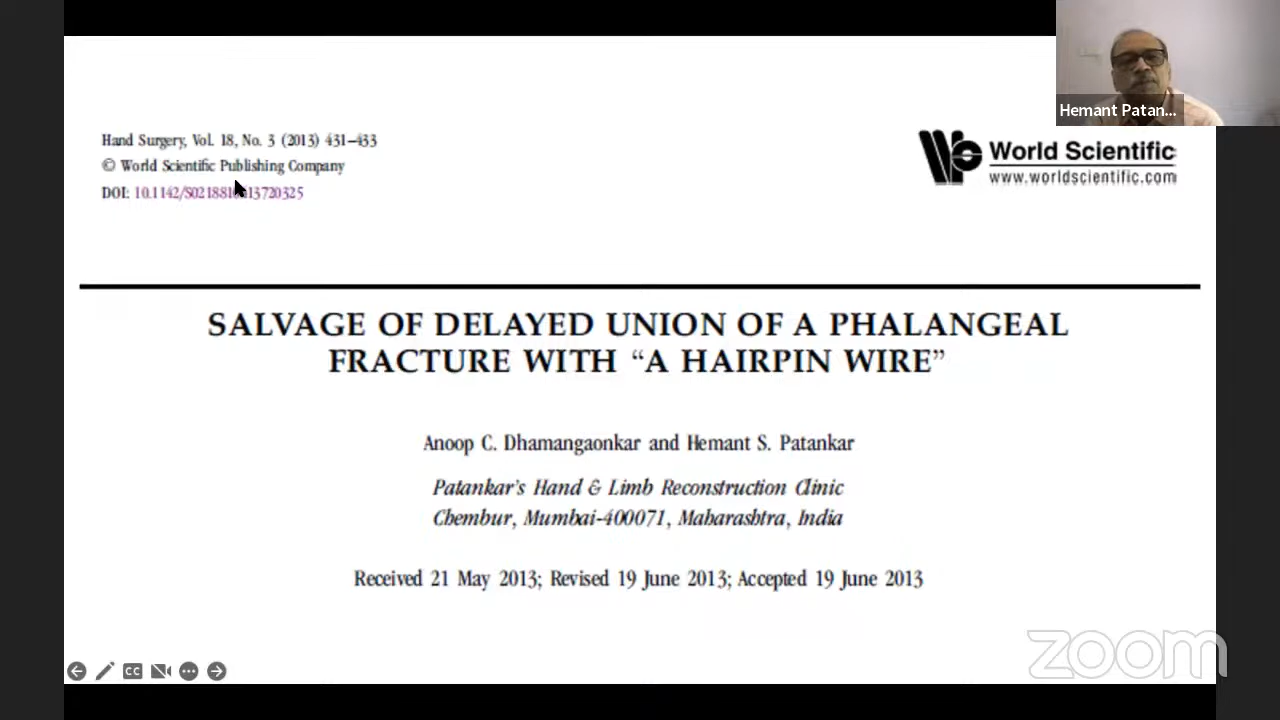 Hemant Patan...
Hand Surgery, Vol. 18, No. 3 (2013) 431–433
© World Scientific Publishing Company
DOI:
World Scientific
www.worldscientific.com
SALVAGE OF DELAYED UNION OF A PHALANGEAL
FRACTURE WITH “A HAIRPIN WIRE”
Anoop C. Dhamangaonkar and Hemant S. Patankar
Patankar's Hand & Limb Reconstruction Clinic
Chembur, Mumbai-400071, Maharashtra, India
Received 21 May 2013; Revised 19 June 2013; Accepted 19 June 2013
CC
zoom